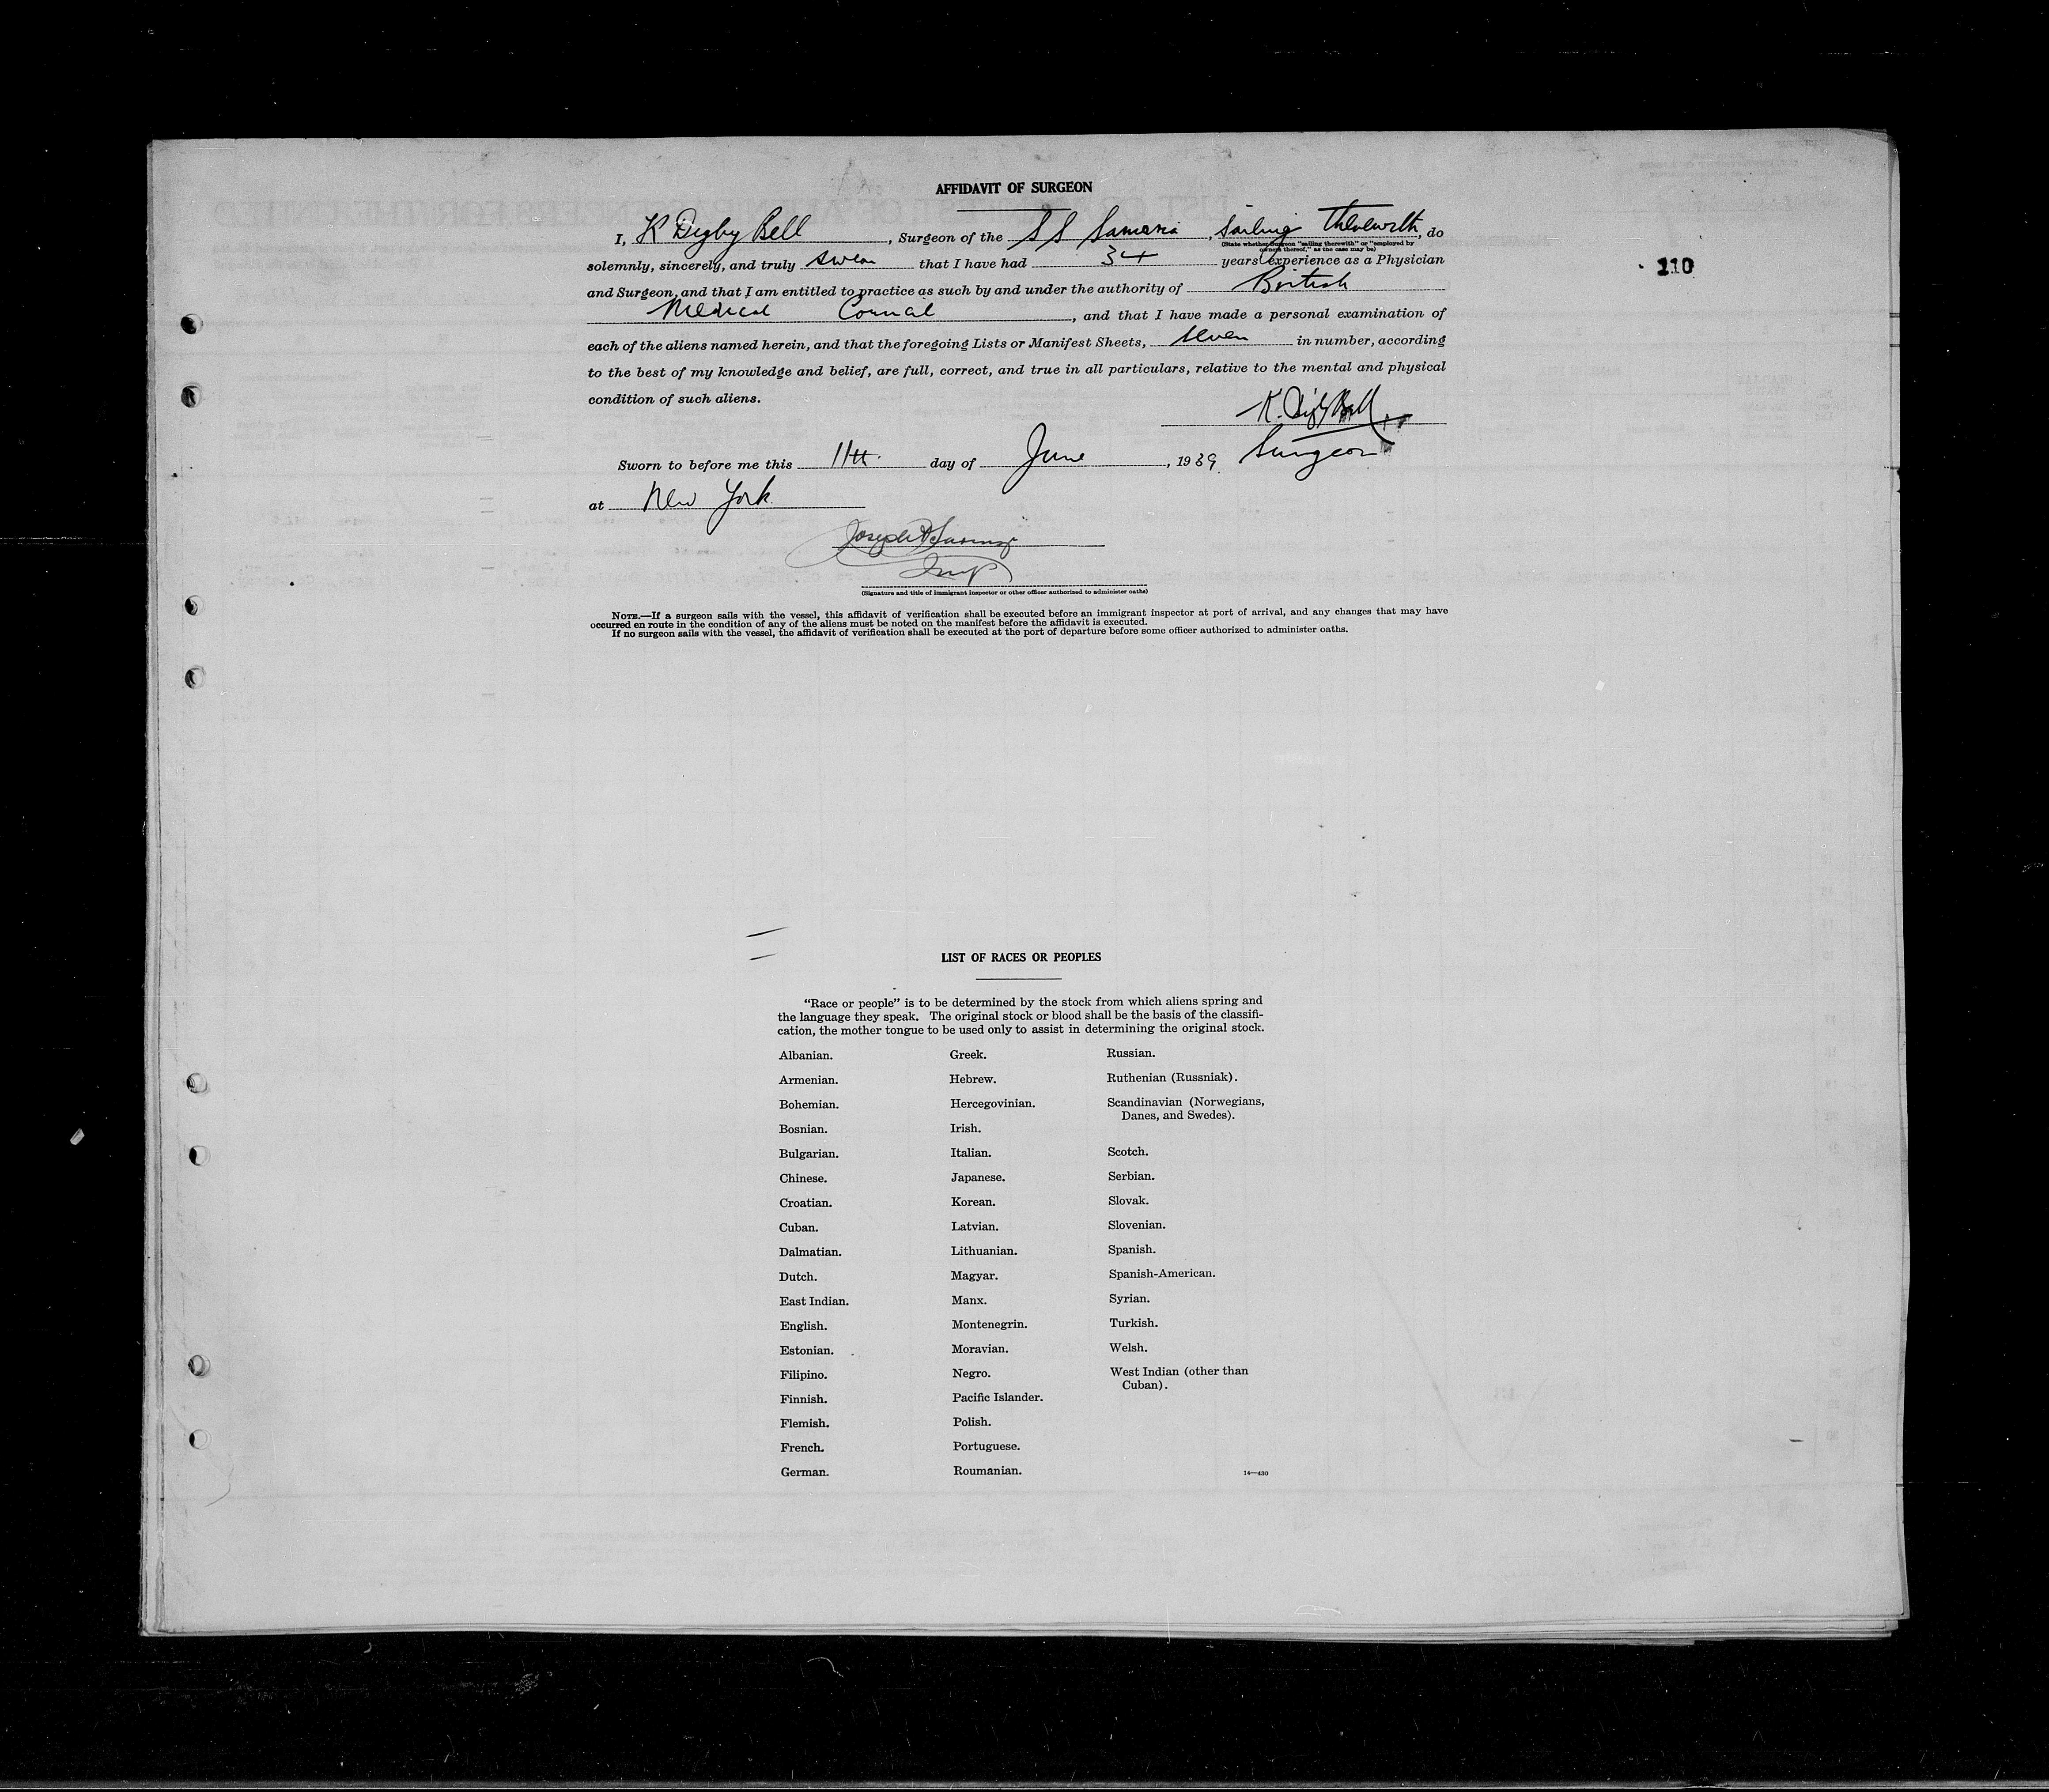 AFFIDAVIT OF SURGEON
I, K Digby Bell, Surgeon of the S S Samaria, Sailing therewith, do
(State whether Surgeon "sailing therewith" or "employed by
owners thereof," as the case may be)
solemnly, sincerely, and truly swear that I have had 34 years experience as a Physician
110
and Surgeon, and that I am entitled to practice as such by and under the authority of British
Medical Council, and that I have made a personal examination of
each of the aliens named herein, and that the foregoing Lists or Manifest Sheets, seven in number, according
to the best of my knowledge and belief, are full, correct, and true in all particulars, relative to the mental and physical
condition of such aliens.
K. Digby Bell
Sworn to before me this 11th. day of June, 1939 Surgeon
at New York
Joseph
Insp
(Signature and title of immigrant inspector or other officer authorized to administer oaths)
NOTE.—If a surgeon sails with the vessel, this affidavit of verification shall be executed before an immigrant inspector at port of arrival, and any changes that may have
occurred en route in the condition of any of the aliens must be noted on the manifest before the affidavit is executed.
If no surgeon sails with the vessel, the affidavit of verification shall be executed at the port of departure before some officer authorized to administer oaths.
LIST OF RACES OR PEOPLES
"Race or people" is to be determined by the stock from which aliens spring and
the language they speak. The original stock or blood shall be the basis of the classifi-
cation, the mother tongue to be used only to assist in determining the original stock.
Albanian.
Armenian.
Bohemian.
Bosnian.
Bulgarian.
Chinese.
Croatian.
Cuban.
Dalmatian.
Dutch.
East Indian.
English.
Estonian.
Filipino.
Finnish.
Flemish.
French.
German.
Greek.
Hebrew.
Hercegovinian.
Irish.
Italian.
Japanese.
Korean.
Latvian.
Lithuanian.
Magyar.
Manx.
Montenegrin.
Moravian.
Negro.
Pacific Islander.
Polish.
Portuguese.
Roumanian.
Russian.
Ruthenian (Russniak).
Scandinavian (Norwegians,
Danes, and Swedes).
Scotch.
Serbian.
Slovak.
Slovenian.
Spanish.
Spanish-American.
Syrian.
Turkish.
Welsh.
West Indian (other than
Cuban).
14—430